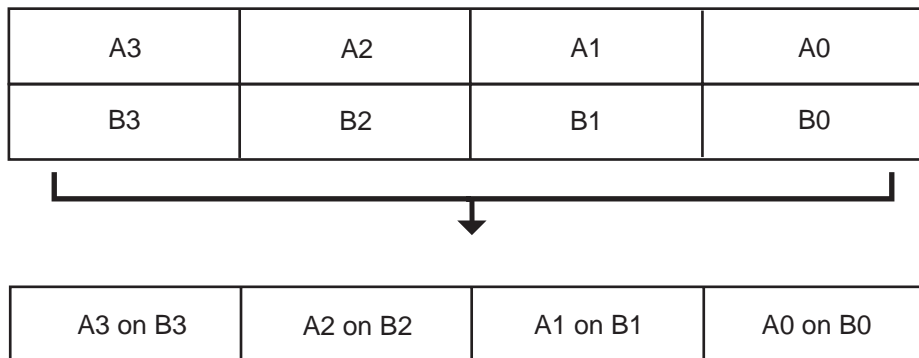 A3 A2 A1 A0
B3 B2 B1 B0
A3 on B3 A2 on B2 A1 on B1 A0 on B0